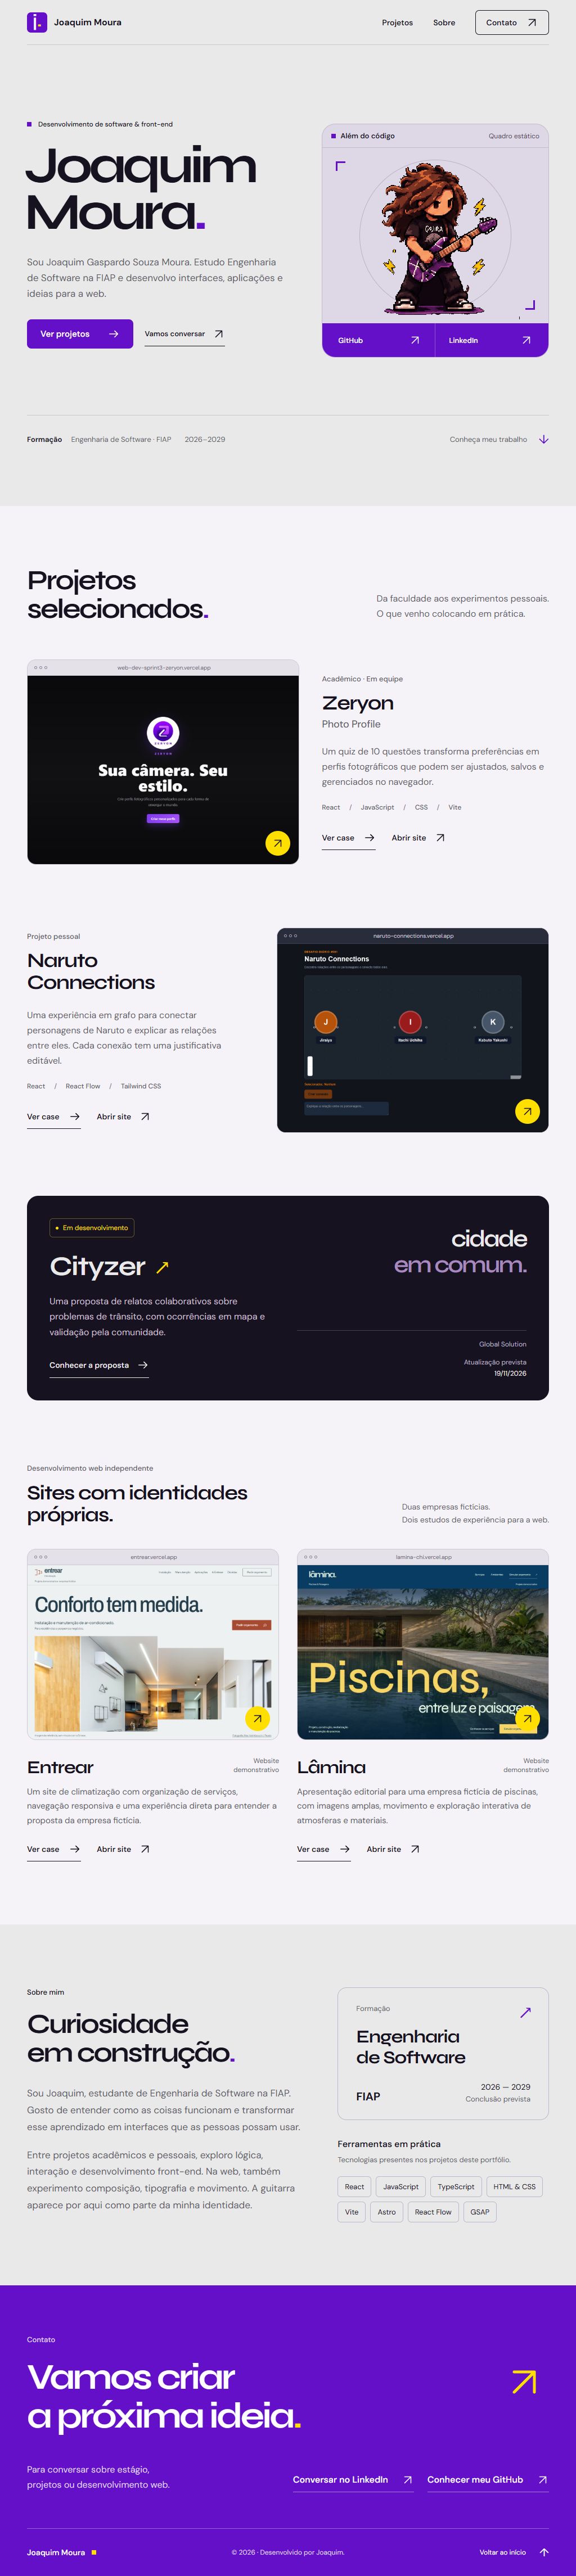 j.
Joaquim Moura
Projetos
Sobre
Contato
Desenvolvimento de software & front-end
Joaquim
Moura.
Sou Joaquim Gaspardo Souza Moura. Estudo Engenharia
de Software na FIAP e desenvolvo interfaces, aplicações e
ideias para a web.
Ver projetos
Vamos conversar
Além do código
Quadro estático
GitHub
LinkedIn
Formação
Engenharia de Software · FIAP
2026–2029
Conheça meu trabalho
Projetos
selecionados.
Da faculdade aos experimentos pessoais.
O que venho colocando em prática.
web-dev-sprint3-zeryon.vercel.app
ZERYON
Sua câmera. Seu
estilo.
Acadêmico · Em equipe
Zeryon
Photo Profile
Um quiz de 10 questões transforma preferências em
perfis fotográficos que podem ser ajustados, salvos e
gerenciados no navegador.
React / JavaScript / CSS / Vite
Ver case
Abrir site
Projeto pessoal
Naruto
Connections
Uma experiência em grafo para conectar
personagens de Naruto e explicar as relações
entre eles. Cada conexão tem uma justificativa
editável.
React / React Flow / Tailwind CSS
Ver case
Abrir site
naruto-connections.vercel.app
Naruto Connections
J
I
K
Jiraiya
Itachi Uchiha
Kabuto Yakushi
Em desenvolvimento
Cityzer
Uma proposta de relatos colaborativos sobre
problemas de trânsito, com ocorrências em mapa e
validação pela comunidade.
Conhecer a proposta
cidade
em comum.
Global Solution
Atualização prevista
19/11/2026
Desenvolvimento web independente
Sites com identidades
próprias.
Duas empresas fictícias.
Dois estudos de experiência para a web.
entrear.vercel.app
entrear
Conforto tem medida.
lamina-chi.vercel.app
lâmina.
Piscinas,
entre luz e paisagem
Entrear
Website
demonstrativo
Um site de climatização com organização de serviços,
navegação responsiva e uma experiência direta para entender a
proposta da empresa fictícia.
Ver case
Abrir site
Lâmina
Website
demonstrativo
Apresentação editorial para uma empresa fictícia de piscinas,
com imagens amplas, movimento e exploração interativa de
atmosferas e materiais.
Ver case
Abrir site
Sobre mim
Curiosidade
em construção.
Sou Joaquim, estudante de Engenharia de Software na FIAP.
Gosto de entender como as coisas funcionam e transformar
esse aprendizado em interfaces que as pessoas possam usar.
Entre projetos acadêmicos e pessoais, exploro lógica,
interação e desenvolvimento front-end. Na web, também
experimento composição, tipografia e movimento. A guitarra
aparece por aqui como parte da minha identidade.
Formação
Engenharia
de Software
FIAP
2026 — 2029
Conclusão prevista
Ferramentas em prática
Tecnologias presentes nos projetos deste portfólio.
React
JavaScript
TypeScript
HTML & CSS
Vite
Astro
React Flow
GSAP
Contato
Vamos criar
a próxima ideia.
Para conversar sobre estágio,
projetos ou desenvolvimento web.
Conversar no LinkedIn
Conhecer meu GitHub
Joaquim Moura
© 2026 · Desenvolvido por Joaquim.
Voltar ao início